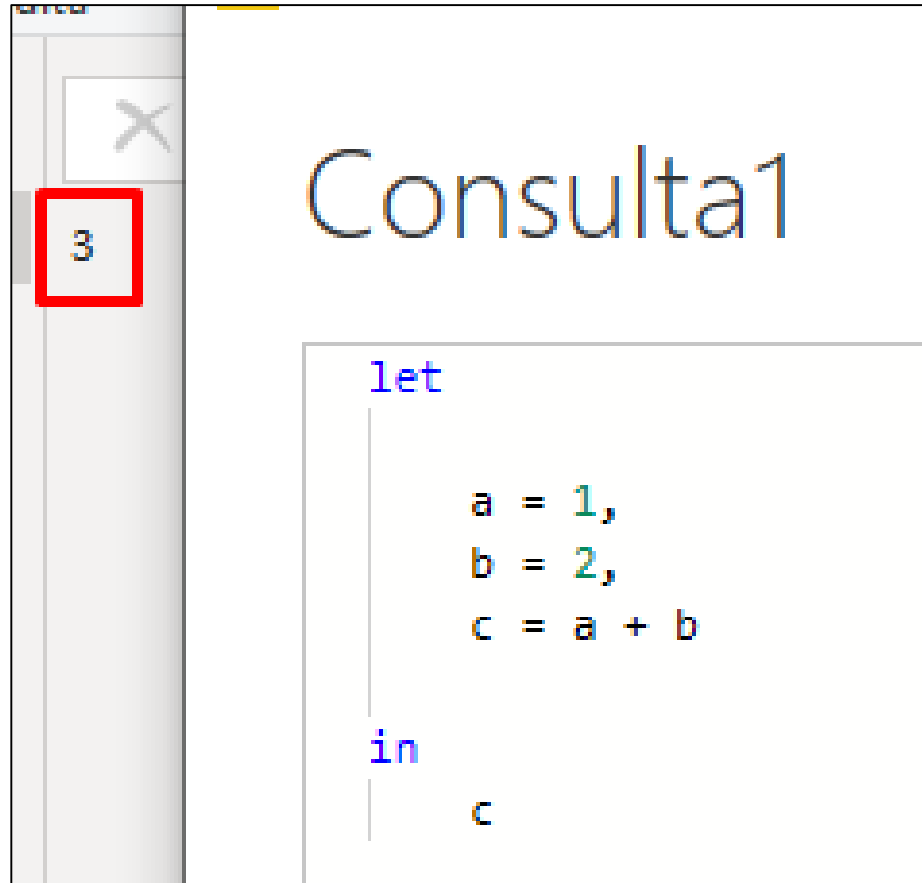 3
Consulta1
let
a = 1,
b = 2,
c = a + b
in
c